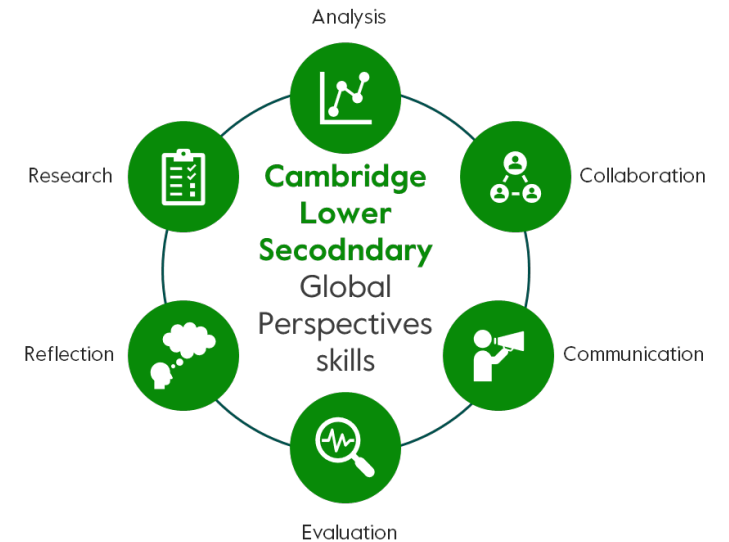 Analysis
Research
Collaboration
Cambridge
Lower
Secodndary
Global
Perspectives
skills
Reflection
Communication
Evaluation